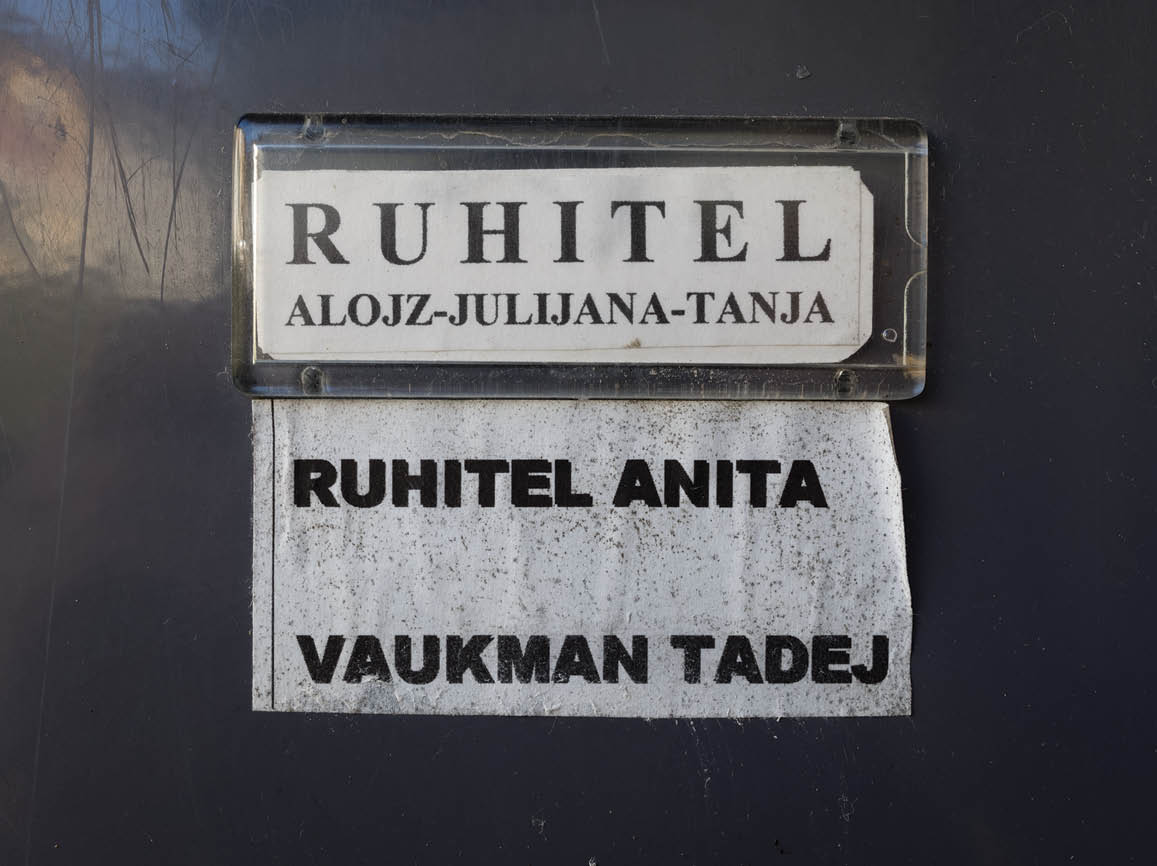 RUHITEL
ALOJZ-JULIJANA-TANJA
RUHITEL ANITA
VAUKMAN TADEJ